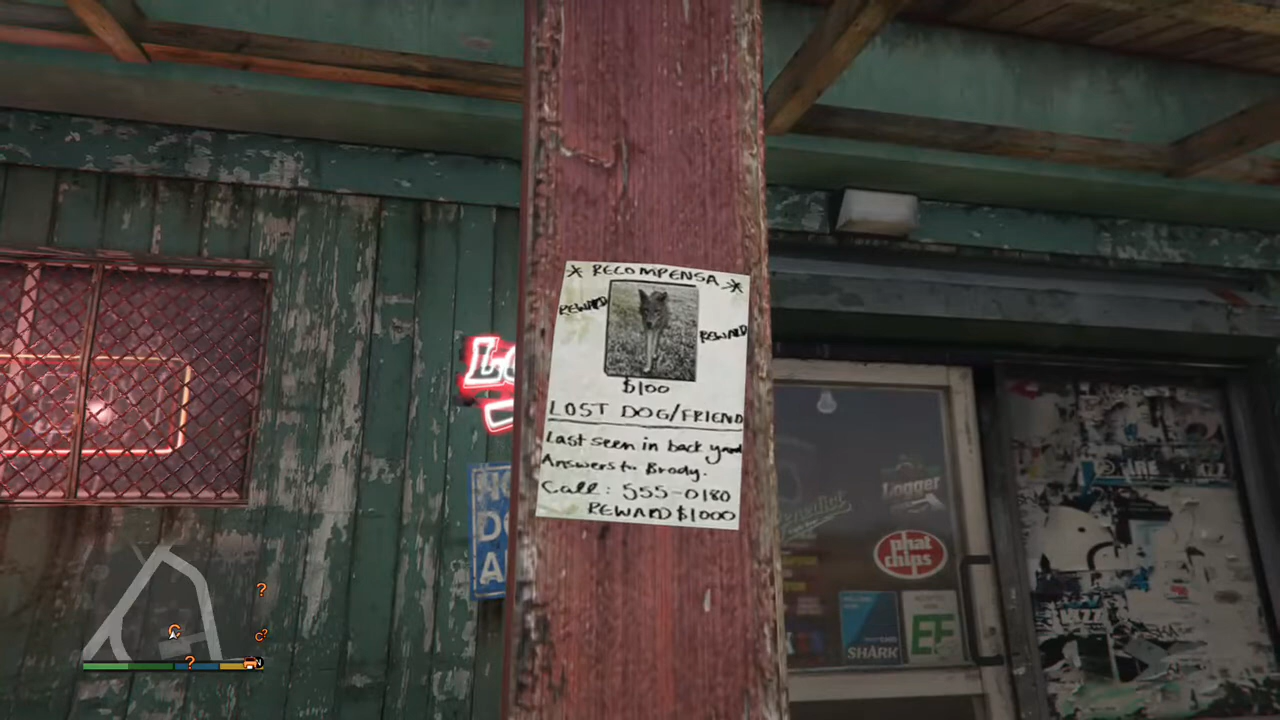 * RECOMPENSA *
REWARD
REWARD
$100
LOST DOG/FRIEND
Last seen in back yard
Answers to Brody.
Call: 555-0180
REWARD $1000
Logger
phat
chips
SHARK
EE
?
?
?
N